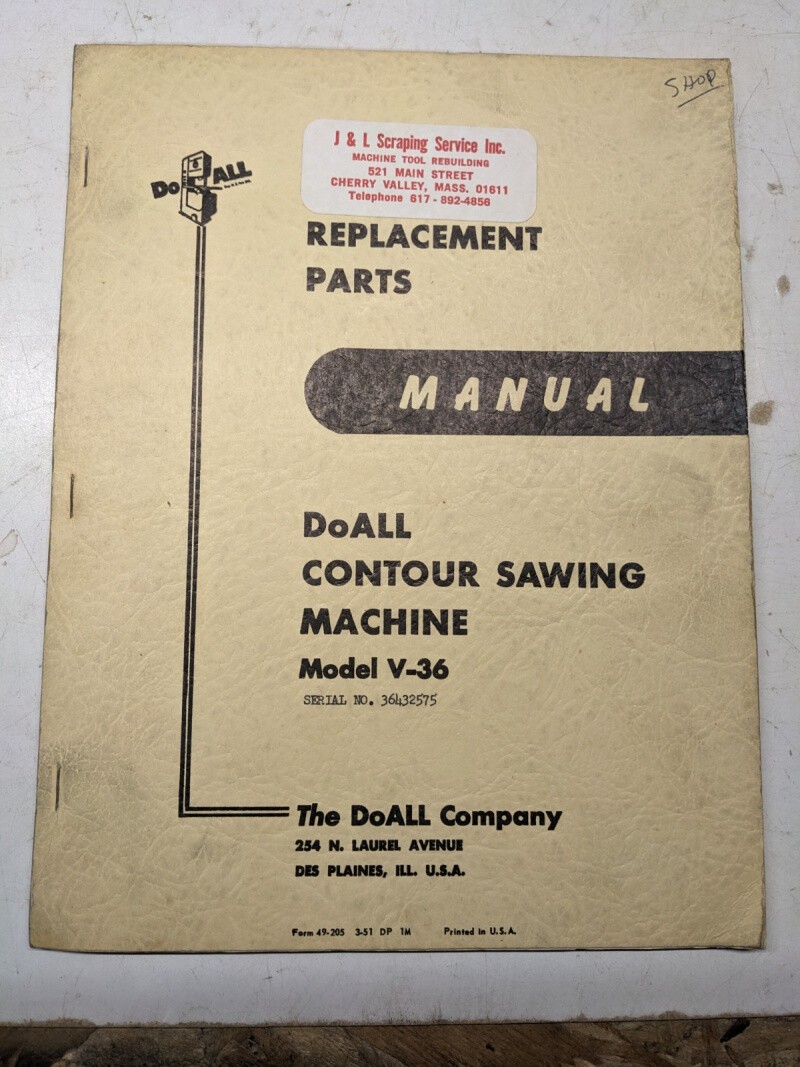 SHOP
DoALL
J & L Scraping Service Inc.
MACHINE TOOL REBUILDING
521 MAIN STREET
CHERRY VALLEY, MASS. 01611
Telephone 617 - 892-4856
REPLACEMENT
PARTS
MANUAL
DoALL
CONTOUR SAWING
MACHINE
Model V-36
SERIAL NO. 36432575
The DoALL Company
254 N. LAUREL AVENUE
DES PLAINES, ILL. U.S.A.
Form 49-205 3-51 DP 1M Printed in U.S.A.